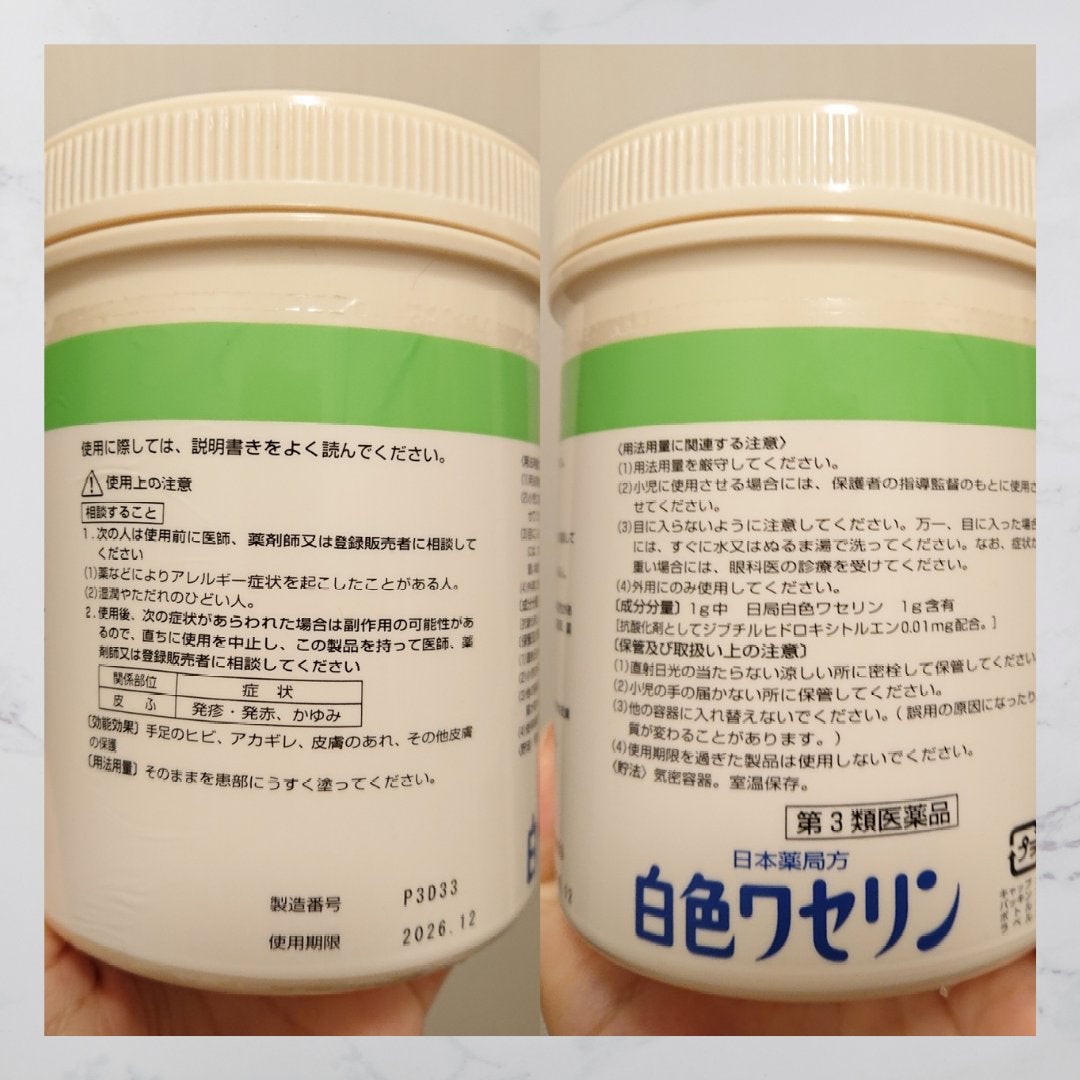 使用に際しては、説明書きをよく読んでください。
使用上の注意
相談すること
1.次の人は使用前に医師、薬剤師又は登録販売者に相談して
ください
(1)薬などによりアレルギー症状を起こしたことがある人。
(2)湿潤やただれのひどい人。
2.使用後、次の症状があらわれた場合は副作用の可能性があ
るので、直ちに使用を中止し、この製品を持って医師、薬
剤師又は登録販売者に相談してください
関係部位 症状
皮ふ 発疹・発赤、かゆみ
〔効能効果〕手足のヒビ、アカギレ、皮膚のあれ、その他皮膚
の保護
〔用法用量〕そのままを患部にうすく塗ってください。
製造番号 P3D33
使用期限 2026.12
〈用法用量に関連する注意〉
(1)用法用量を厳守してください。
(2)小児に使用させる場合には、保護者の指導監督のもとに使用さ
せてください。
(3)目に入らないように注意してください。万一、目に入った場合
には、すぐに水又はぬるま湯で洗ってください。なお、症状が
重い場合には、眼科医の診療を受けてください。
(4)外用にのみ使用してください。
〔成分分量〕1g中 日局白色ワセリン 1g含有
[抗酸化剤としてジブチルヒドロキシトルエン0.01mg配合。]
〔保管及び取扱い上の注意〕
(1)直射日光の当たらない涼しい所に密栓して保管してください
(2)小児の手の届かない所に保管してください。
(3)他の容器に入れ替えないでください。(誤用の原因になったり
質が変わることがあります。)
(4)使用期限を過ぎた製品は使用しないでください。
〈貯法〉気密容器。室温保存。
第3類医薬品
日本薬局方
白色ワセリン